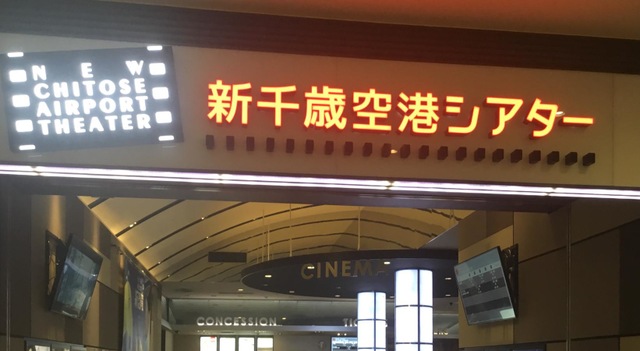 NEW
CHITOSE
AIRPORT
THEATER
新千歳空港シアター
CINEMA
CONCESSION